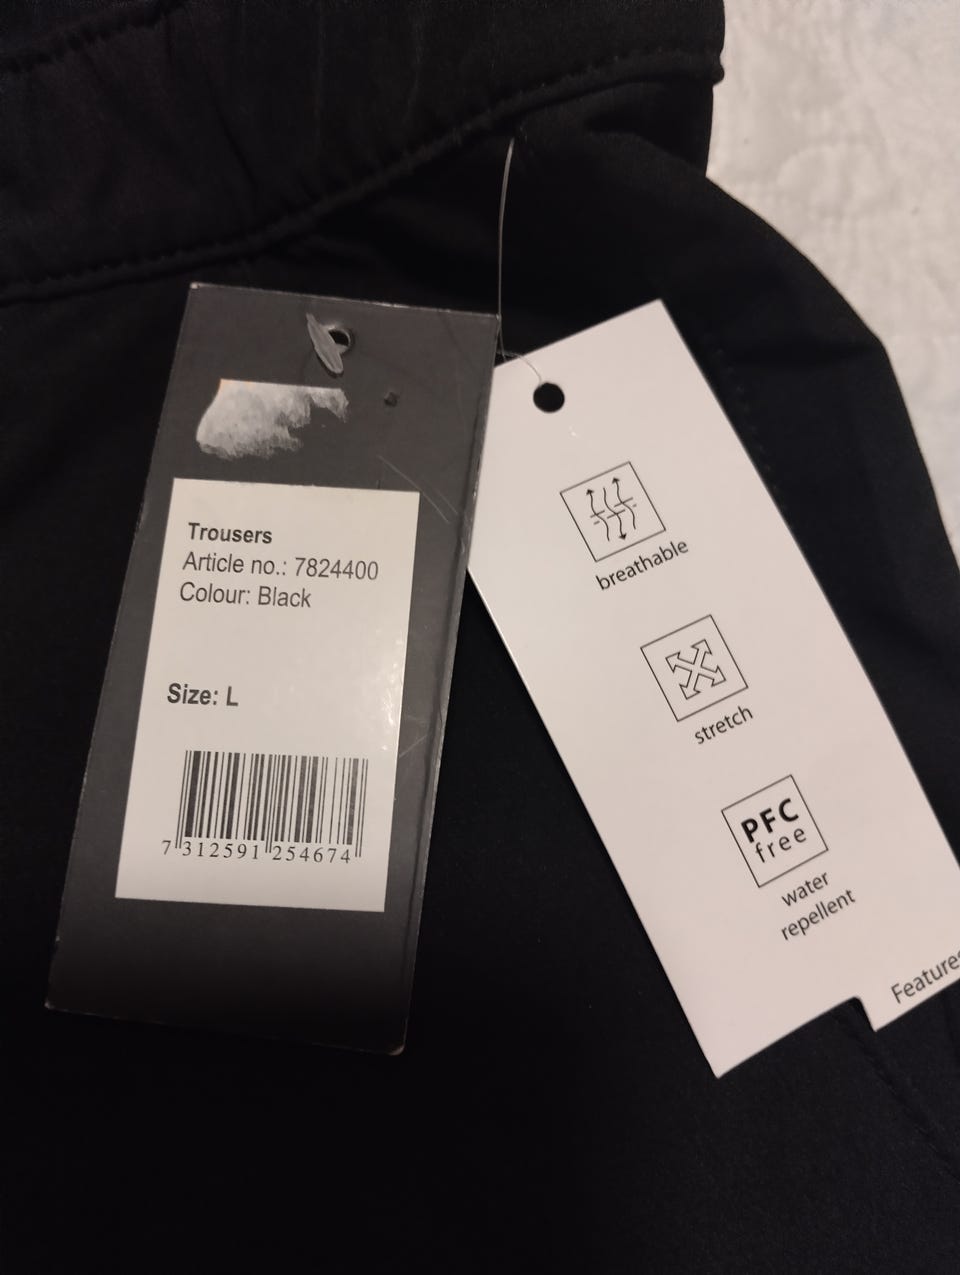 Trousers
Article no.: 7824400
Colour: Black
Size: L
7 312591 254674
breathable
stretch
PFC
free
water
repellent
Features